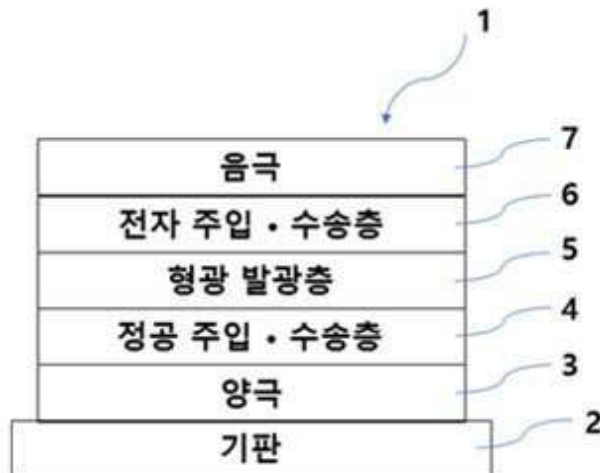 1
음극 7
전자 주입 • 수송층 6
형광 발광층 5
정공 주입 • 수송층 4
양극 3
기판 2